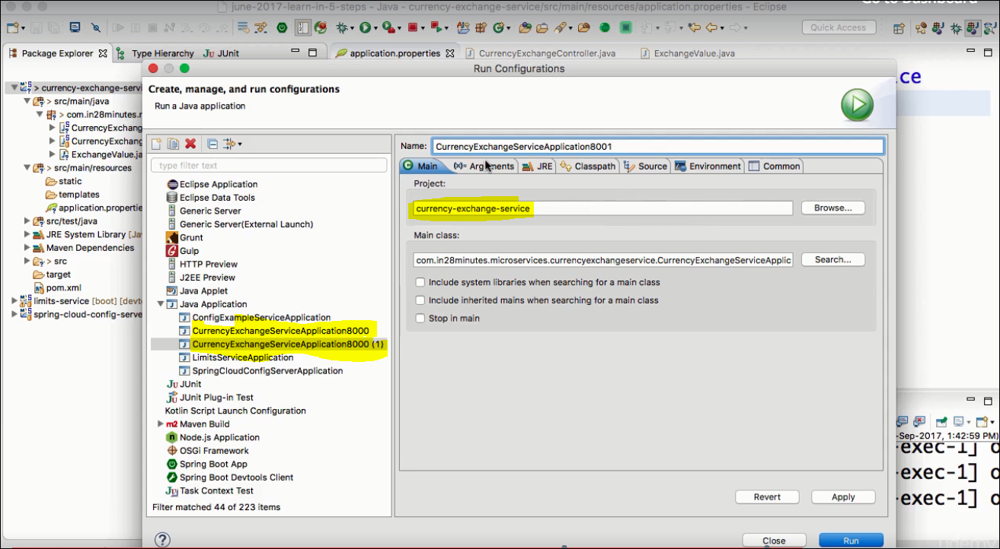 june-2017-learn-in-5-steps - Java - currency-exchange-service/src/main/resources/application.properties - Eclipse
Quick Access
Package Explorer
Type Hierarchy
JUnit
application.properties
CurrencyExchangeController.java
ExchangeValue.java
Run Configurations
> currency-exchange-servi
> src/main/java
> com.in28minutes.
CurrencyExchang
CurrencyExchang
ExchangeValue.ja
> src/main/resources
static
templates
application.propertie
> src/test/java
JRE System Library [Jav
Maven Dependencies
> src
target
pom.xml
limits-service [boot] [devto
spring-cloud-config-serve
Create, manage, and run configurations
Run a Java application
type filter text
Eclipse Application
Eclipse Data Tools
Generic Server
Generic Server(External Launch)
Grunt
Gulp
HTTP Preview
J2EE Preview
Java Applet
Java Application
ConfigExampleServiceApplication
CurrencyExchangeServiceApplication8000
CurrencyExchangeServiceApplication8000 (1)
LimitsServiceApplication
SpringCloudConfigServerApplication
JUnit
JUnit Plug-in Test
Kotlin Script Launch Configuration
Maven Build
Node.js Application
OSGi Framework
Spring Boot App
Spring Boot Devtools Client
Task Context Test
Filter matched 44 of 223 items
Name: CurrencyExchangeServiceApplication8001
Main
Arguments
JRE
Classpath
Source
Environment
Common
Project:
currency-exchange-service
Browse...
Main class:
com.in28minutes.microservices.currencyexchangeservice.CurrencyExchangeServiceApplic
Search...
Include system libraries when searching for a main class
Include inherited mains when searching for a main class
Stop in main
Revert
Apply
Close
Run
ce
-Sep-2017, 1:42:59 PM)
-exec-1] o
-exec-1] o
-exec-1] o